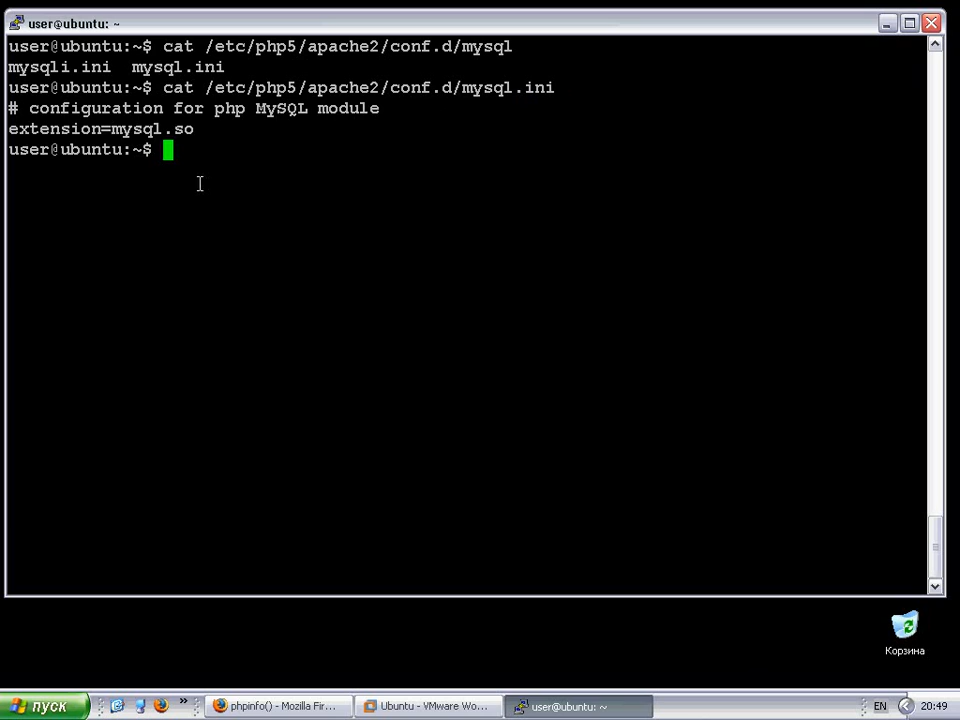 user@ubuntu: ~
user@ubuntu:~$ cat /etc/php5/apache2/conf.d/mysql
mysqli.ini  mysql.ini
user@ubuntu:~$ cat /etc/php5/apache2/conf.d/mysql.ini
# configuration for php MySQL module
extension=mysql.so
user@ubuntu:~$
Корзина
пуск
»
phpinfo() - Mozilla Fir...
Ubuntu - VMware Wo...
user@ubuntu: ~
EN
20:49